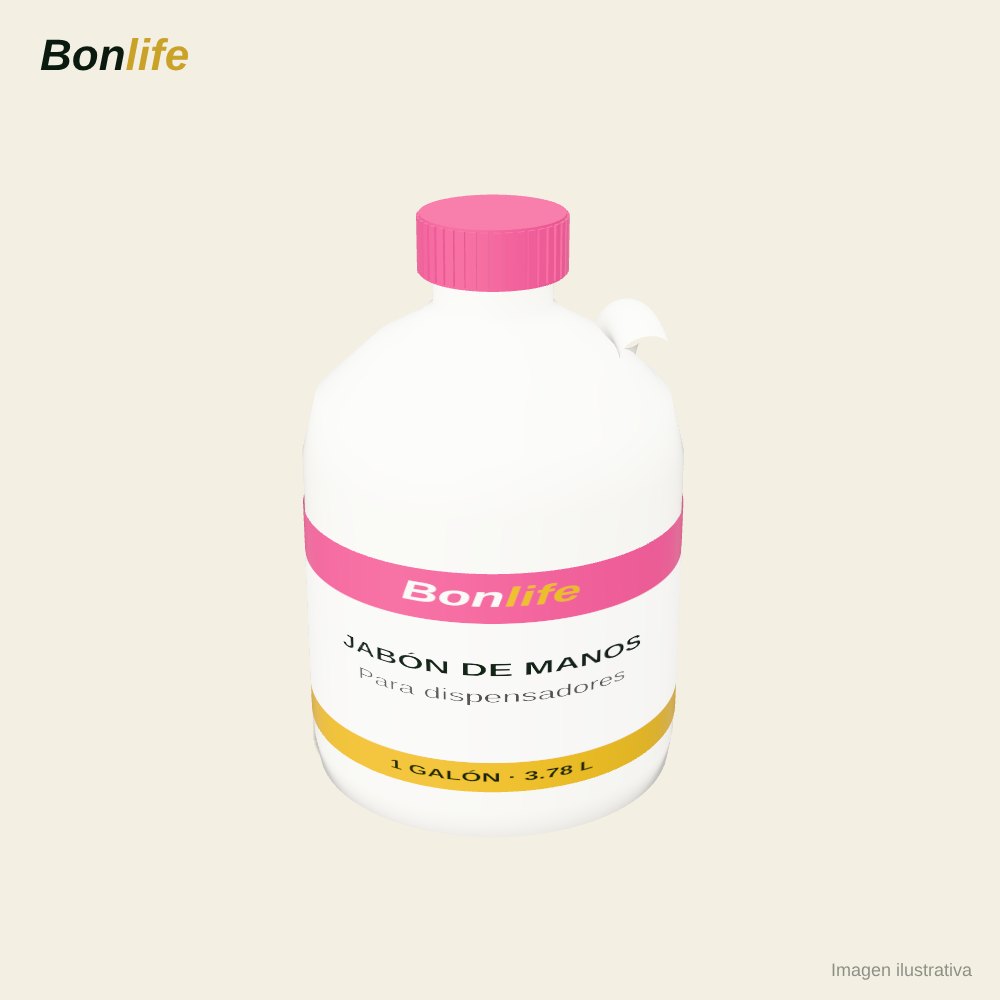 Bonlife
Bonlife
JABÓN DE MANOS
Para dispensadores
1 GALÓN · 3.78 L
Imagen ilustrativa